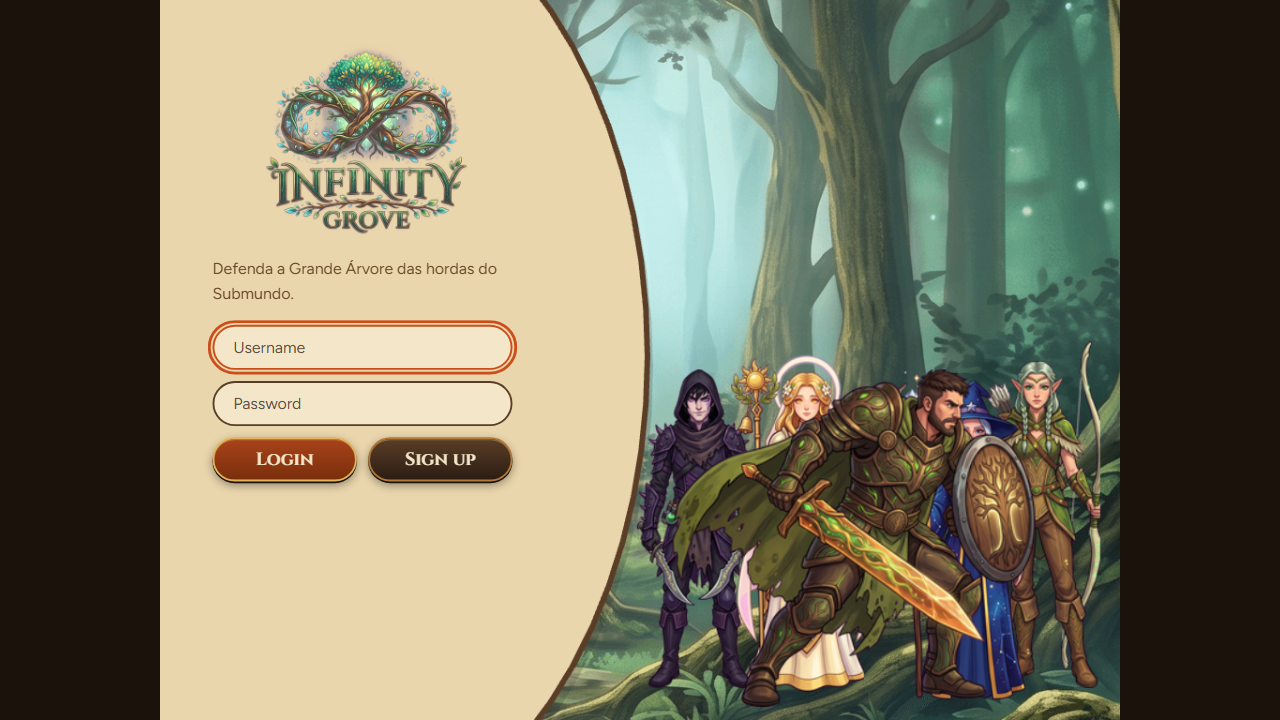 INFINITY
GROVE
Defenda a Grande Árvore das hordas do
Submundo.
Username
Password
Login
Sign up